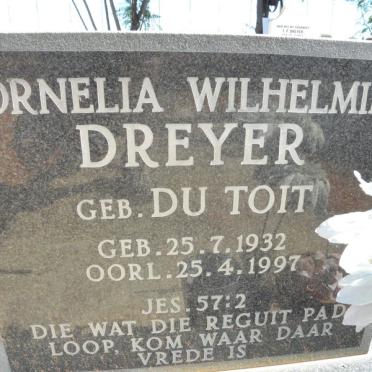 ORNELIA WILHELMI
DREYER
GEB. DU TOIT
GEB. 25.7.1932
OORL. 25.4.1997
JES. 57:2
DIE WAT DIE REGUIT PAD
LOOP, KOM WAAR DAAR
VREDE IS